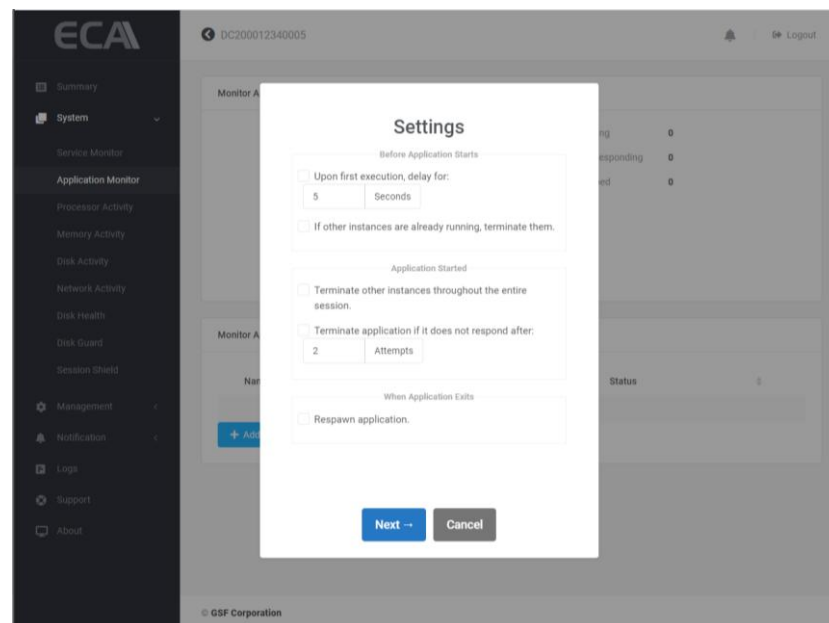 ECA
DC200012340005
Logout
Summary
System
Service Monitor
Application Monitor
Processor Activity
Memory Activity
Disk Activity
Network Activity
Disk Health
Disk Guard
Session Shield
Management
Notification
Logs
Support
About
Monitor A
ng 0
esponding 0
ed 0
Settings
Before Application Starts
Upon first execution, delay for:
5 Seconds
If other instances are already running, terminate them.
Application Started
Terminate other instances throughout the entire
session.
Terminate application if it does not respond after:
2 Attempts
When Application Exits
Respawn application.
Next →
Cancel
Monitor A
Nar
Status
+ Add
© GSF Corporation